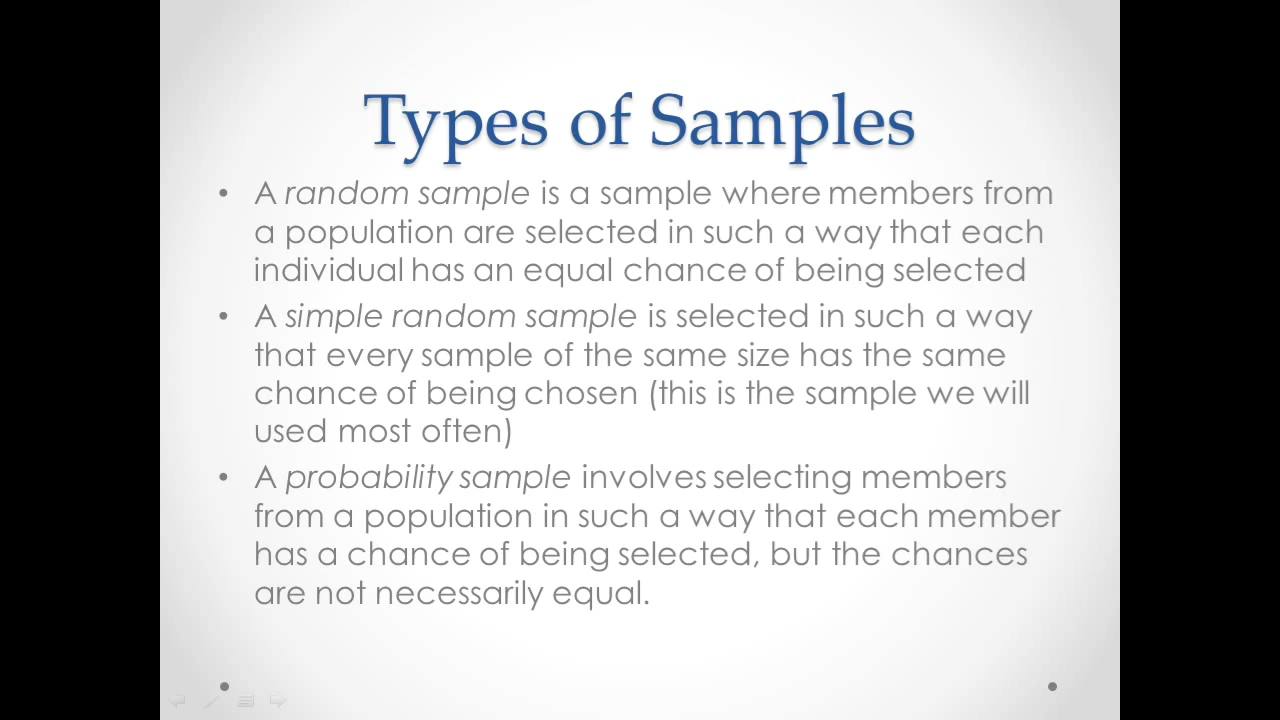 Types of Samples
• A random sample is a sample where members from
a population are selected in such a way that each
individual has an equal chance of being selected
• A simple random sample is selected in such a way
that every sample of the same size has the same
chance of being chosen (this is the sample we will
used most often)
• A probability sample involves selecting members
from a population in such a way that each member
has a chance of being selected, but the chances
are not necessarily equal.